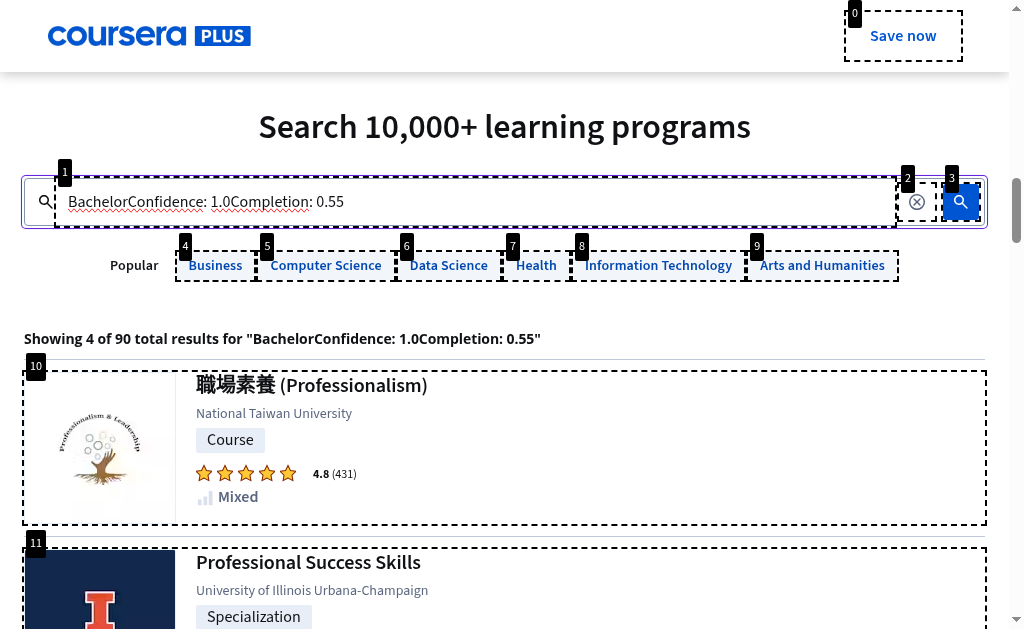 coursera PLUS
0
Save now
Search 10,000+ learning programs
1
2
3
BachelorConfidence: 1.0Completion: 0.55
4
5
6
7
8
9
Popular
Business
Computer Science
Data Science
Health
Information Technology
Arts and Humanities
Showing 4 of 90 total results for "BachelorConfidence: 1.0Completion: 0.55"
10
Professionalism & Leadership
職場素養 (Professionalism)
National Taiwan University
Course
4.8 (431)
Mixed
11
I
Professional Success Skills
University of Illinois Urbana-Champaign
Specialization